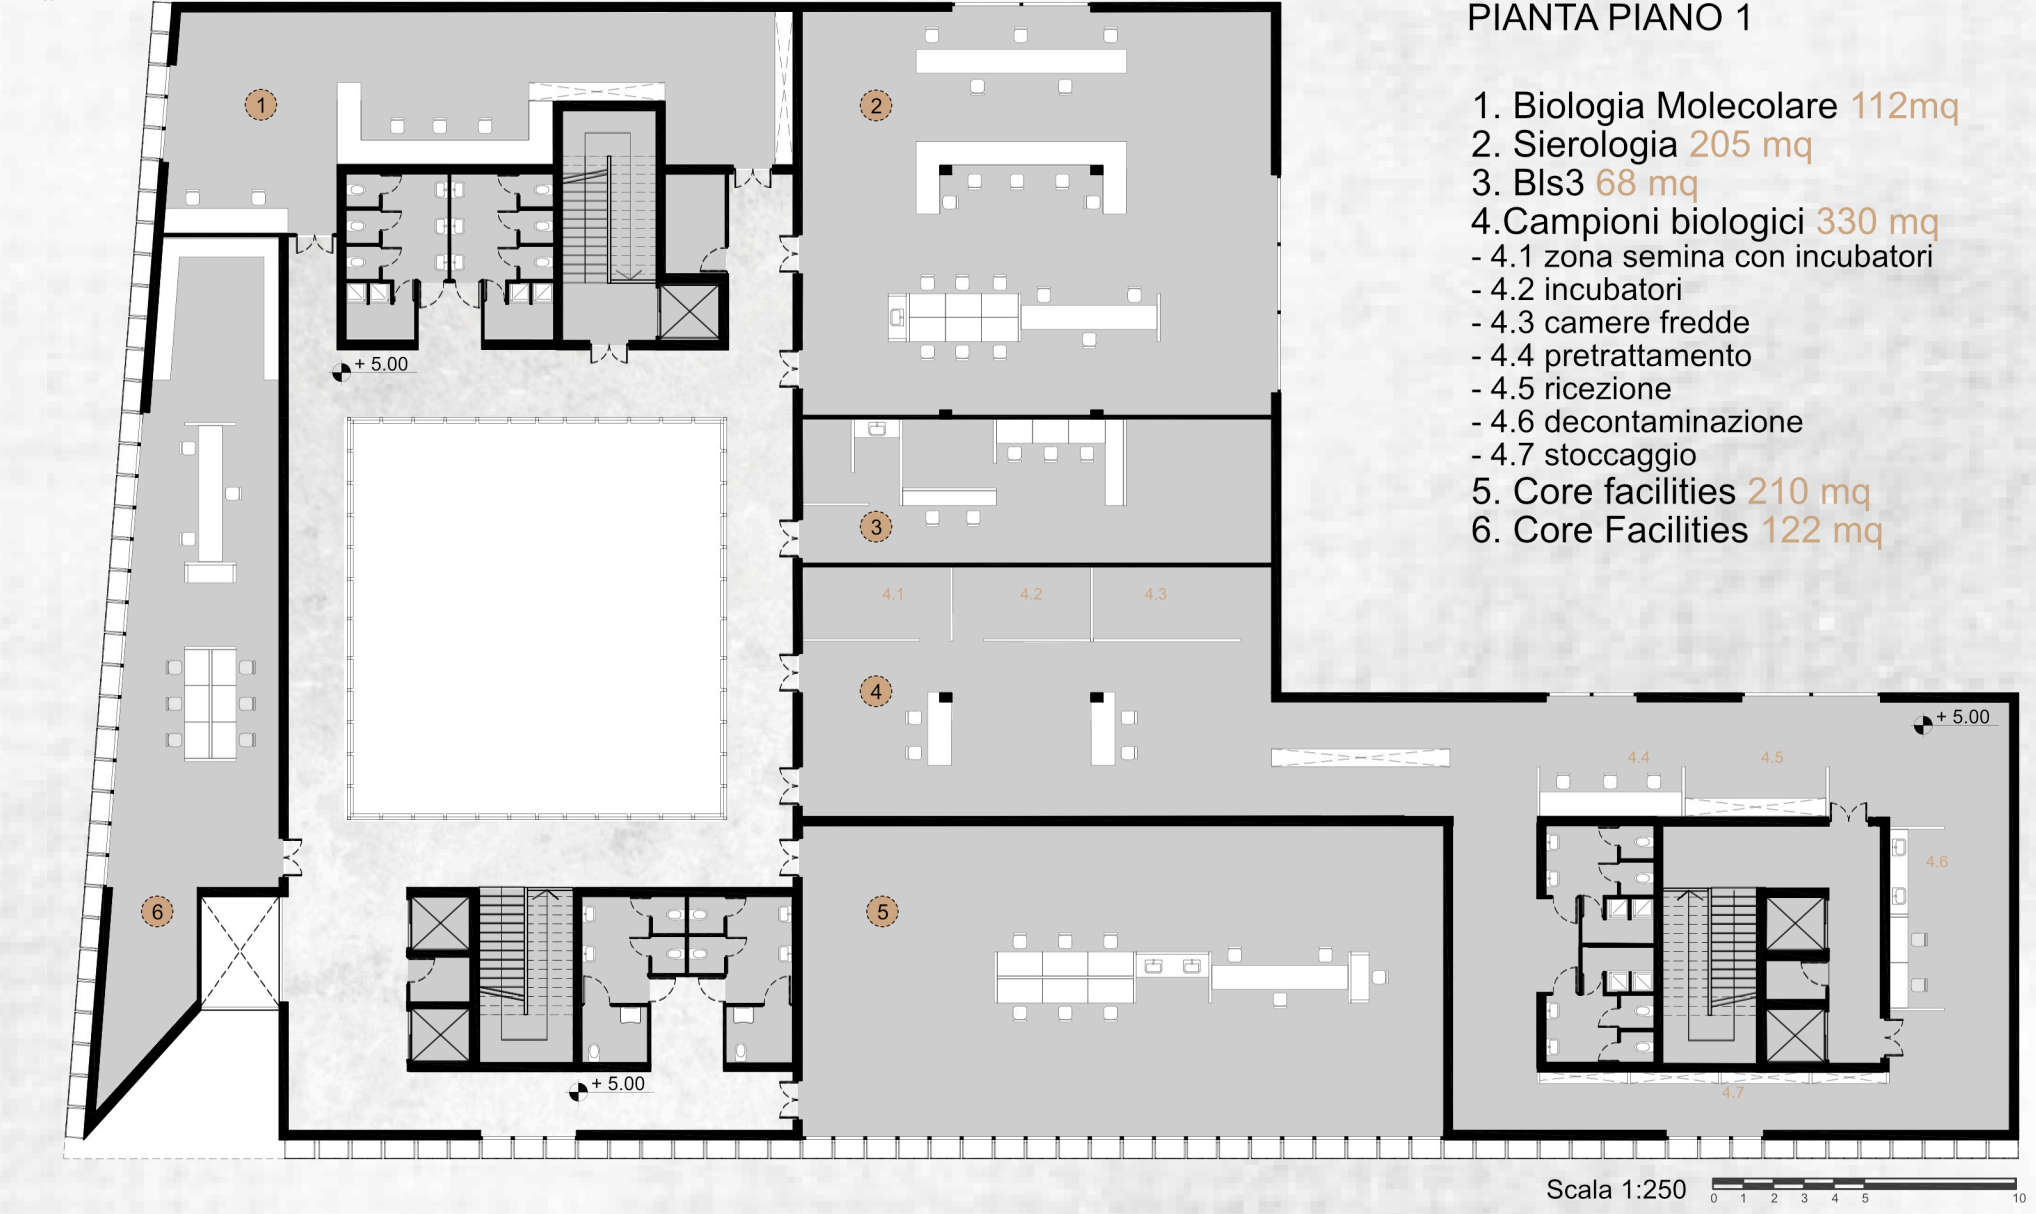 PIANTA PIANO 1
1. Biologia Molecolare 112mq
2. Sierologia 205 mq
3. Bls3 68 mq
4.Campioni biologici 330 mq
- 4.1 zona semina con incubatori
- 4.2 incubatori
- 4.3 camere fredde
- 4.4 pretrattamento
- 4.5 ricezione
- 4.6 decontaminazione
- 4.7 stoccaggio
5. Core facilities 210 mq
6. Core Facilities 122 mq
1
2
+ 5.00
3
4.1
4.2
4.3
4
+ 5.00
4.4
4.5
4.6
6
5
+ 5.00
4.7
Scala 1:250
0 1 2 3 4 5 10